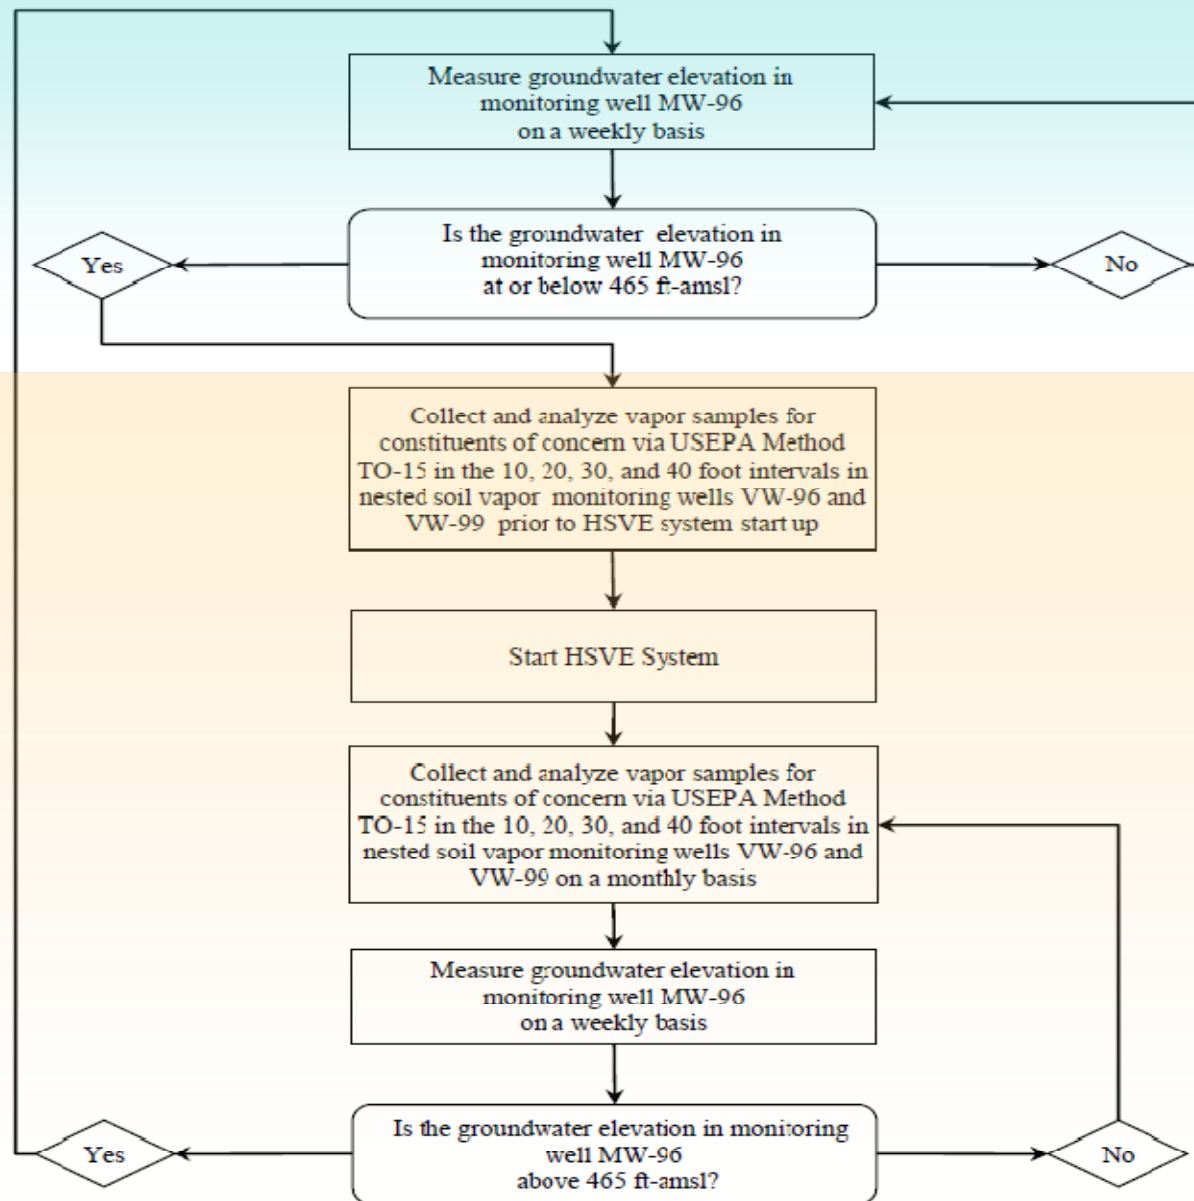 Measure groundwater elevation in
monitoring well MW-96
on a weekly basis
Is the groundwater elevation in
monitoring well MW-96
at or below 465 ft-amsl?
Yes
No
Collect and analyze vapor samples for
constituents of concern via USEPA Method
TO-15 in the 10, 20, 30, and 40 foot intervals in
nested soil vapor monitoring wells VW-96 and
VW-99 prior to HSVE system start up
Start HSVE System
Collect and analyze vapor samples for
constituents of concern via USEPA Method
TO-15 in the 10, 20, 30, and 40 foot intervals in
nested soil vapor monitoring wells VW-96 and
VW-99 on a monthly basis
Measure groundwater elevation in
monitoring well MW-96
on a weekly basis
Is the groundwater elevation in monitoring
well MW-96
above 465 ft-amsl?
Yes
No